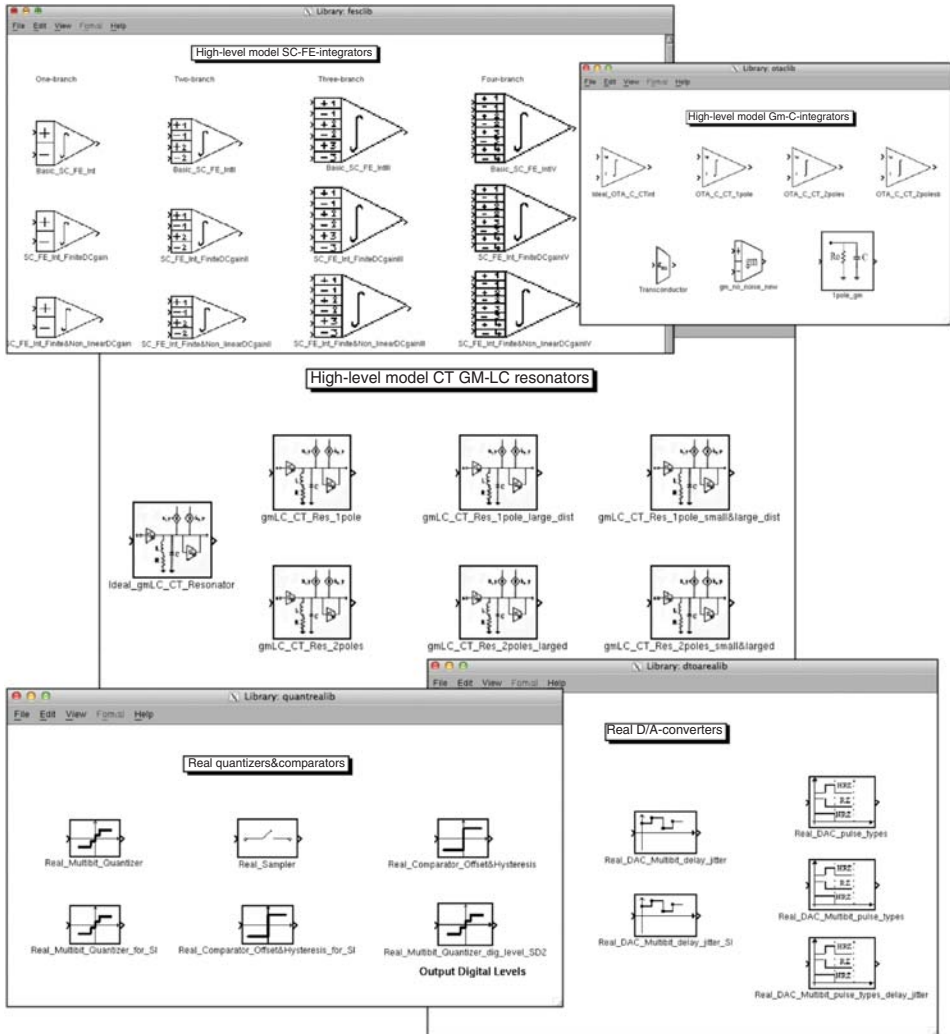 Library: fesclib
File Edit View Format Help
High-level model SC-FE-integrators
One-branch Two-branch Three-branch Four-branch
Basic_SC_FE_Int Basic_SC_FE_IntII Basic_SC_FE_IntIII Basic_SC_FE_IntIV
SC_FE_Int_FiniteDCgain SC_FE_Int_FiniteDCgainII SC_FE_Int_FiniteDCgainIII SC_FE_Int_FiniteDCgainIV
SC_FE_Int_Finite&Non_linearDCgain SC_FE_Int_Finite&Non_linearDCgainII SC_FE_Int_Finite&Non_linearDCgainIII SC_FE_Int_Finite&Non_linearDCgainIV
Library: otaclib
File Edit View Format Help
High-level model Gm-C-integrators
Ideal_OTA_C_CTint OTA_C_CT_1pole OTA_C_CT_2poles OTA_C_CT_2polesb
Ro C
Transconductor gm_no_noise_new 1pole_gm
High-level model CT GM-LC resonators
gmLC_CT_Res_1pole gmLC_CT_Res_1pole_large_dist gmLC_CT_Res_1pole_small&large_dist
Ideal_gmLC_CT_Resonator
gmLC_CT_Res_2poles gmLC_CT_Res_2poles_larged gmLC_CT_Res_2poles_small&larged
Library: quantrealib
File Edit View Format Help
Real quantizers&comparators
Real_Multibit_Quantizer Real_Sampler Real_Comparator_Offset&Hysteresis
Real_Multibit_Quantizer_for_SI Real_Comparator_Offset&Hysteresis_for_SI Real_Multibit_Quantizer_dig_level_SD2
Output Digital Levels
Library: dtoarealib
File Edit View Format Help
Real D/A-converters
Real_DAC_pulse_types
Real_DAC_Multibit_delay_jitter
Real_DAC_Multibit_pulse_types
Real_DAC_Multibit_delay_jitter_SI
Real_DAC_Multibit_pulse_types_delay_jitter